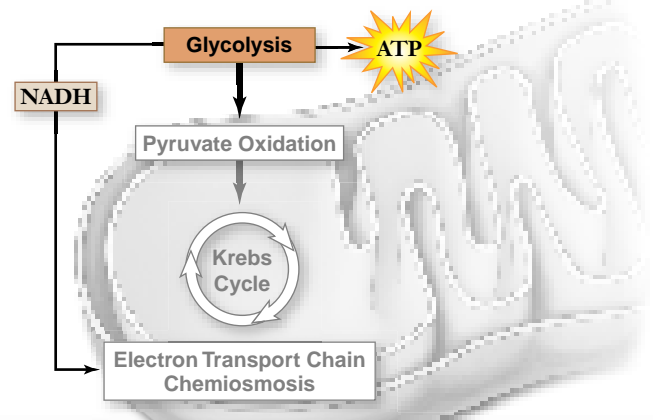 Glycolysis
ATP
NADH
Pyruvate Oxidation
Krebs
Cycle
Electron Transport Chain
Chemiosmosis